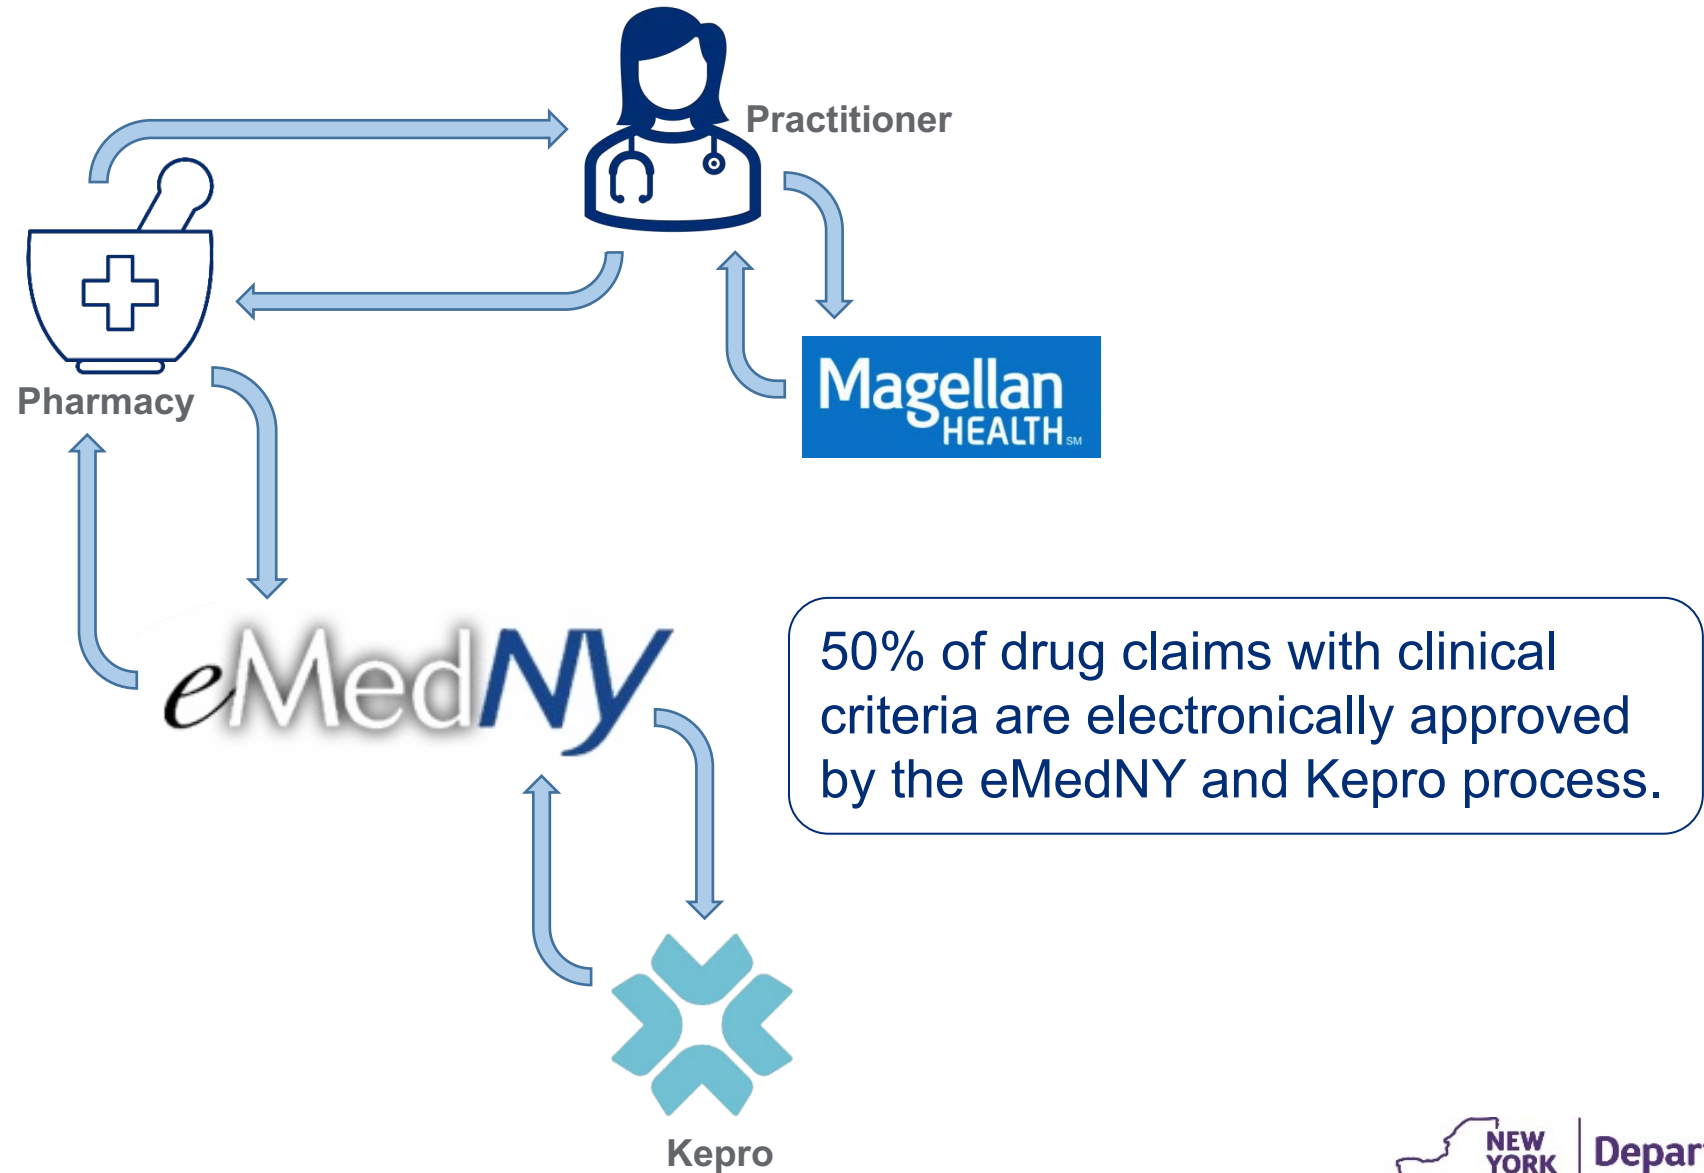 Practitioner
Pharmacy
Magellan
HEALTH SM
eMedNY
50% of drug claims with clinical
criteria are electronically approved
by the eMedNY and Kepro process.
Kepro
NEW
YORK